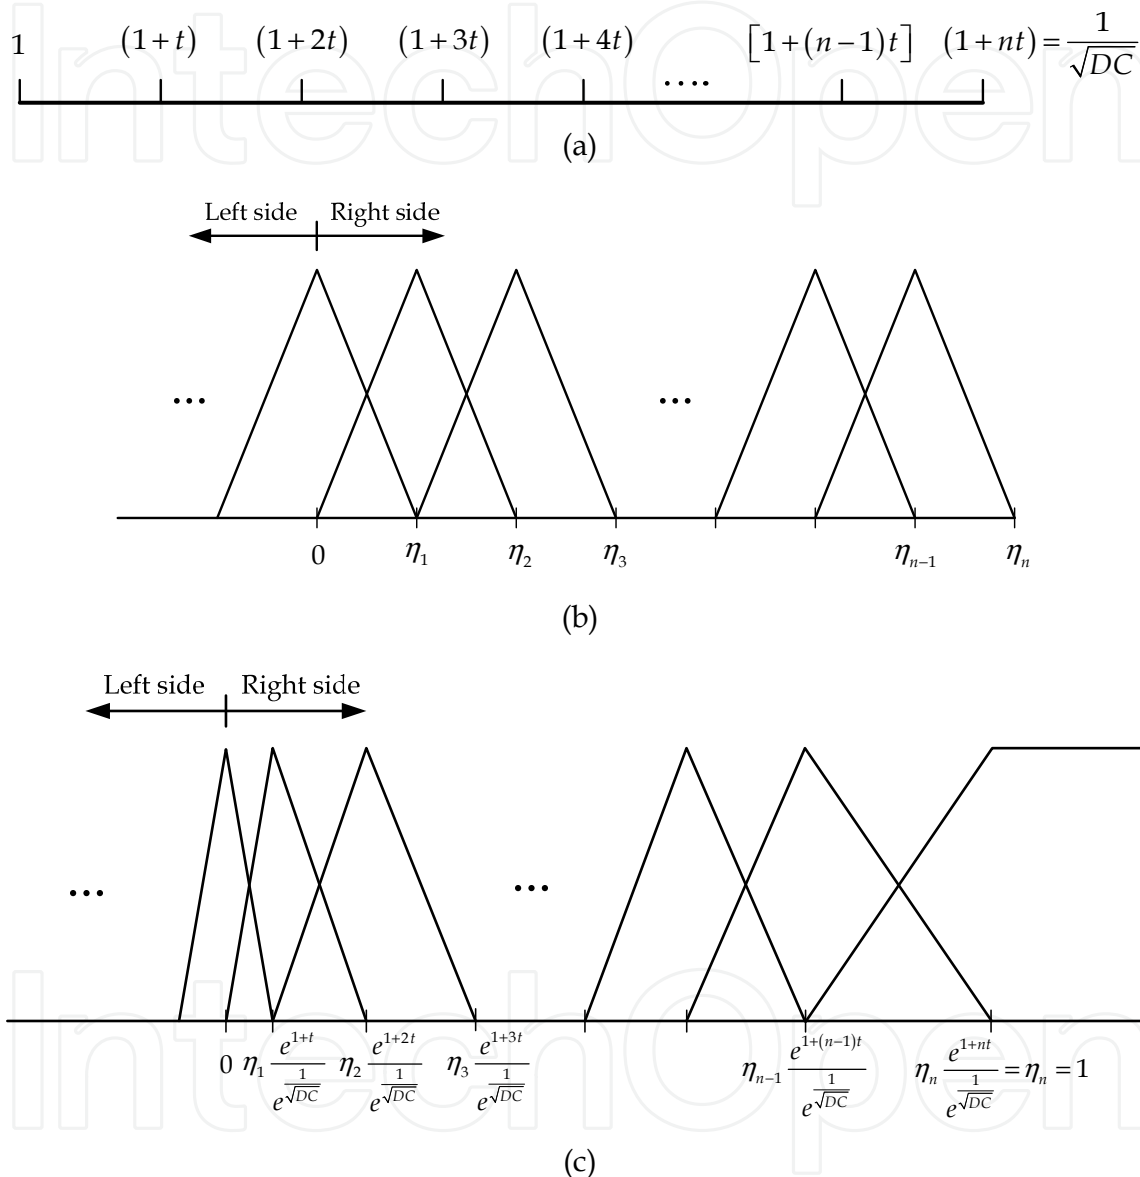 1 (1+t) (1+2t) (1+3t) (1+4t) .... [1+(n−1)t] (1+nt) = 1/√DC
(a)
Left side Right side
... ...
0 η₁ η₂ η₃ ηₙ₋₁ ηₙ
(b)
Left side Right side
... ...
0 η₁ e^(1+t)/e^(1/√DC) η₂ e^(1+2t)/e^(1/√DC) η₃ e^(1+3t)/e^(1/√DC) ηₙ₋₁ e^(1+(n−1)t)/e^(1/√DC) ηₙ e^(1+nt)/e^(1/√DC) = ηₙ = 1
(c)
IntechOpen
IntechOpen